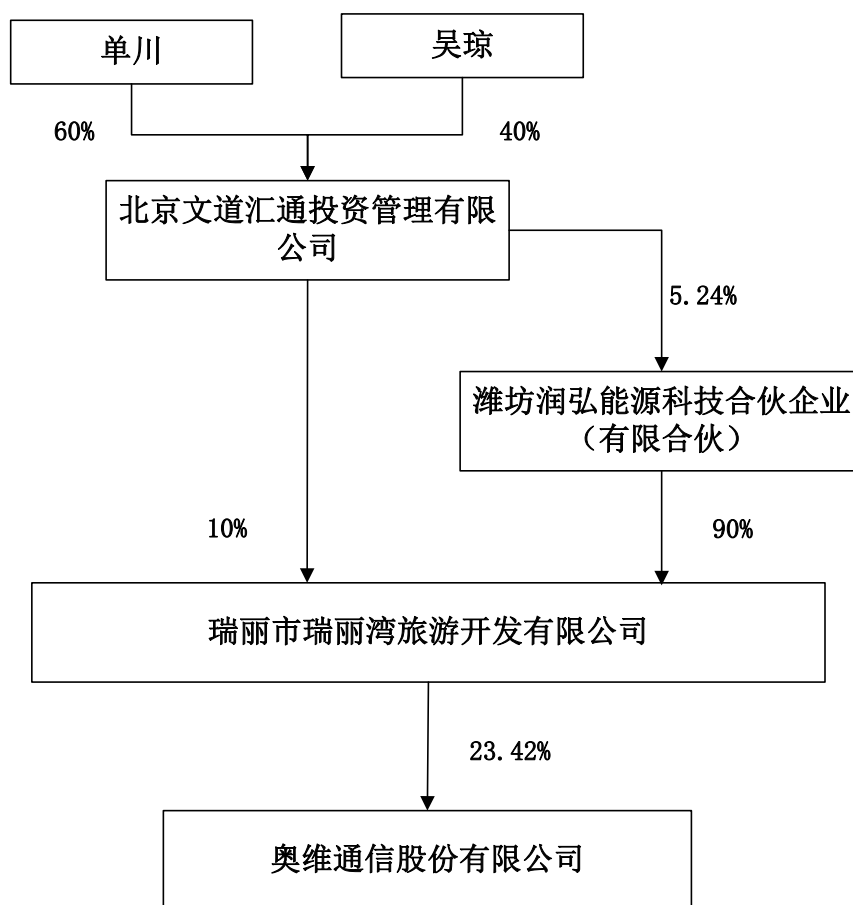 单川
吴琼
60%
40%
北京文道汇通投资管理有限
公司
5.24%
潍坊润弘能源科技合伙企业
（有限合伙）
10%
90%
瑞丽市瑞丽湾旅游开发有限公司
23.42%
奥维通信股份有限公司